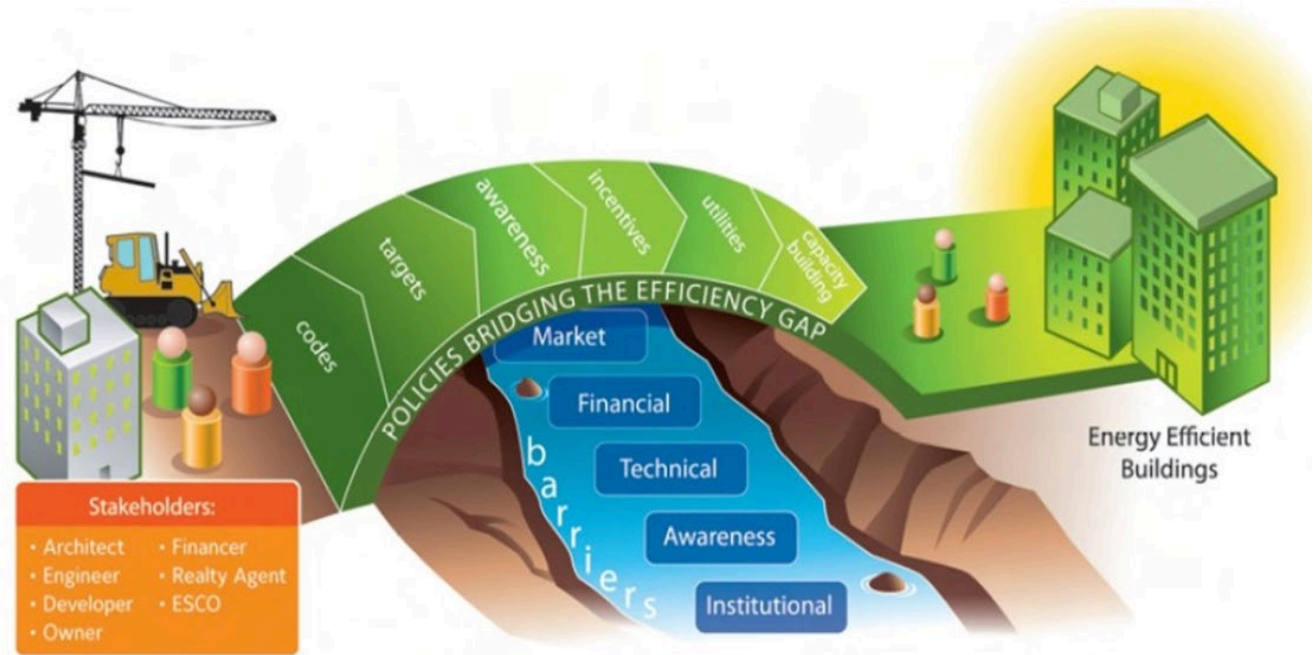 codes
targets
awareness
incentives
utilities
capacity
building
POLICIES BRIDGING THE EFFICIENCY GAP
Market
Financial
Technical
Awareness
Institutional
barriers
Energy Efficient
Buildings
Stakeholders:
· Architect
· Engineer
· Developer
· Owner
· Financer
· Realty Agent
· ESCO